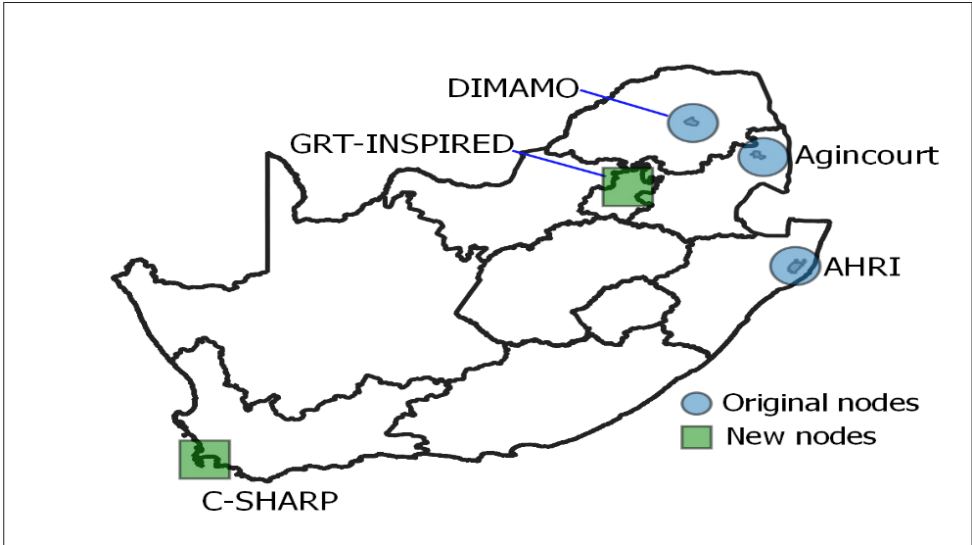 DIMAMO
GRT-INSPIRED
Agincourt
AHRI
Original nodes
New nodes
C-SHARP